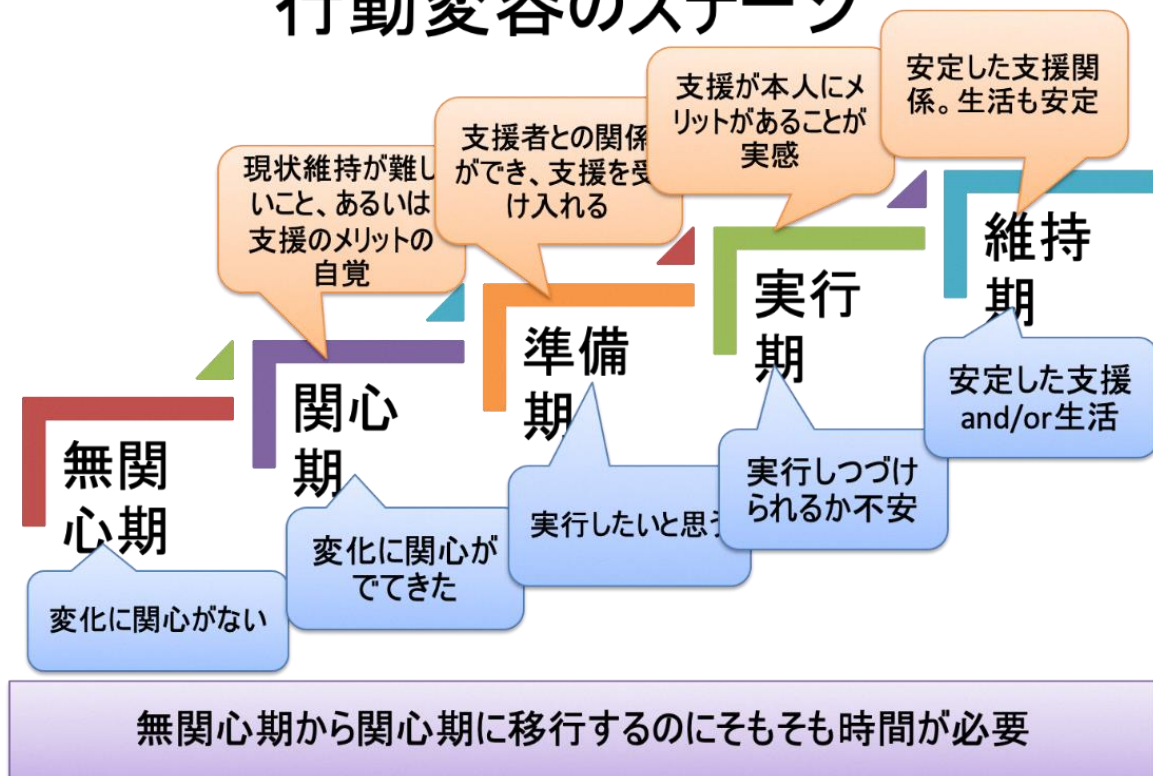 行動変容のステージ
安定した支援関
係。生活も安定
支援が本人にメ
リットがあることが
実感
支援者との関係
ができ、支援を受
け入れる
現状維持が難し
いこと、あるいは
支援のメリットの
自覚
維持
期
実行
期
準備
期
関心
期
無関
心期
安定した支援
and/or生活
実行しつづけ
られるか不安
実行したいと思う
変化に関心が
でてきた
変化に関心がない
無関心期から関心期に移行するのにそもそも時間が必要